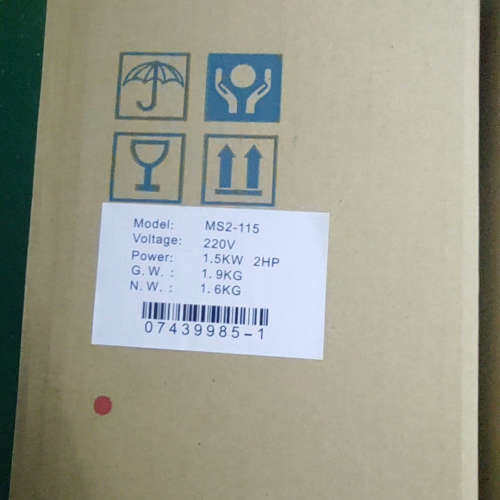 Model: MS2-115
Voltage: 220V
Power: 1.5KW 2HP
G.W.: 1.9KG
N.W.: 1.6KG
07439985-1